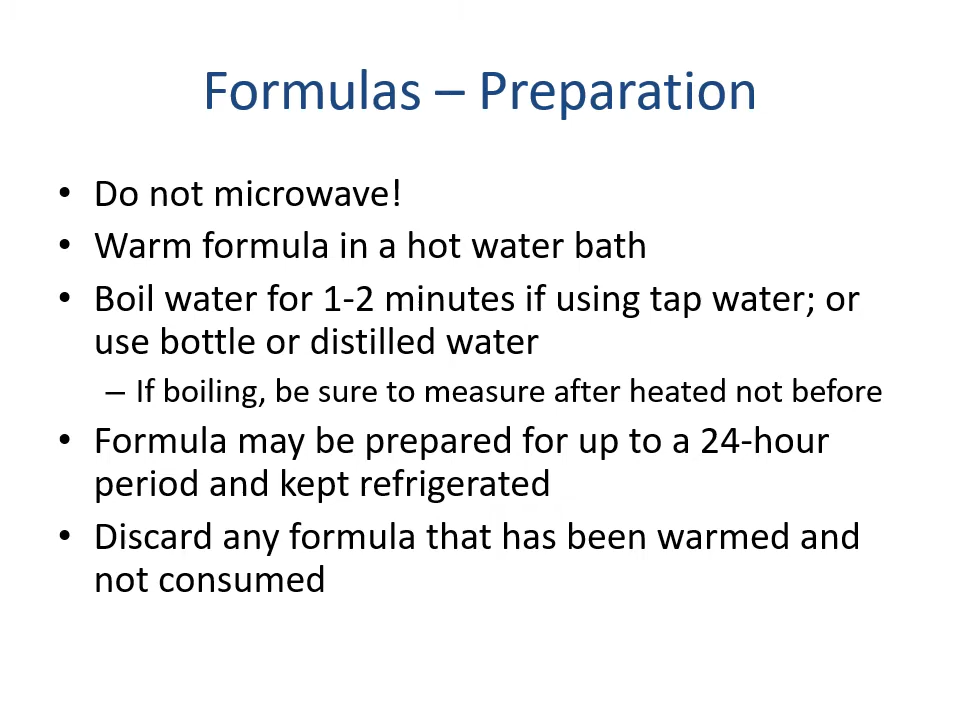 Formulas – Preparation
• Do not microwave!
• Warm formula in a hot water bath
• Boil water for 1-2 minutes if using tap water; or
use bottle or distilled water
– If boiling, be sure to measure after heated not before
• Formula may be prepared for up to a 24-hour
period and kept refrigerated
• Discard any formula that has been warmed and
not consumed